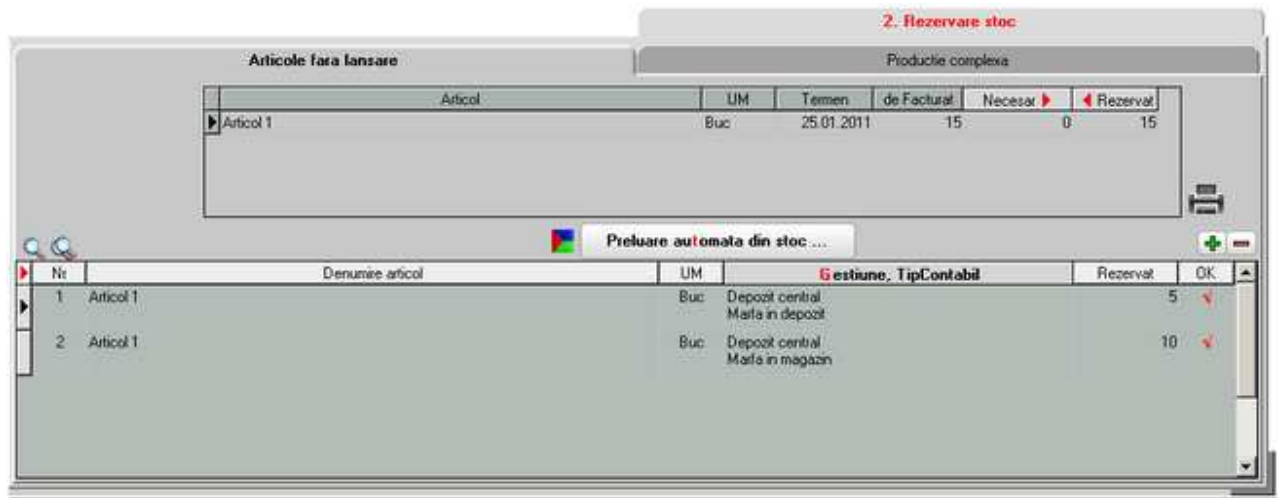 2. Rezervare stoc
Articole fara lansare Productie complexa
Articol UM Termen de Facturat Necesar Rezervat
Articol 1 Buc 25.01.2011 15 0 15
Preluare automata din stoc ...
Nr Denumire articol UM Gestiune, TipContabil Rezervat OK
1 Articol 1 Buc Depozit central 5
Marfa in depozit
2 Articol 1 Buc Depozit central 10
Marfa in magazin